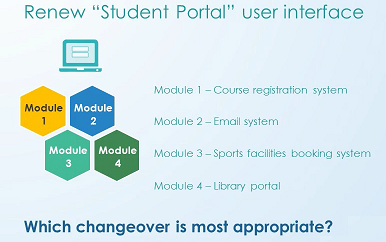 Renew “Student Portal” user interface
Module 1
Module 2
Module 3
Module 4
Module 1 – Course registration system
Module 2 – Email system
Module 3 – Sports facilities booking system
Module 4 – Library portal
Which changeover is most appropriate?